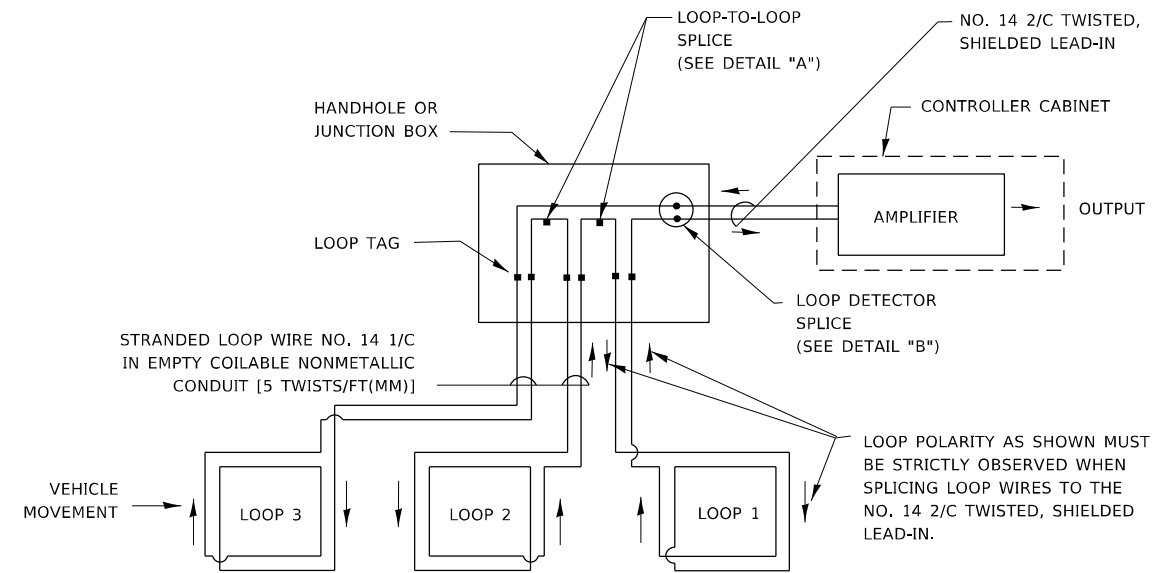 LOOP-TO-LOOP
SPLICE
(SEE DETAIL "A")
NO. 14 2/C TWISTED,
SHIELDED LEAD-IN
HANDHOLE OR
JUNCTION BOX
CONTROLLER CABINET
AMPLIFIER
OUTPUT
LOOP TAG
LOOP DETECTOR
SPLICE
(SEE DETAIL "B")
STRANDED LOOP WIRE NO. 14 1/C
IN EMPTY COILABLE NONMETALLIC
CONDUIT [5 TWISTS/FT(MM)]
LOOP POLARITY AS SHOWN MUST
BE STRICTLY OBSERVED WHEN
SPLICING LOOP WIRES TO THE
NO. 14 2/C TWISTED, SHIELDED
LEAD-IN.
VEHICLE
MOVEMENT
LOOP 3
LOOP 2
LOOP 1